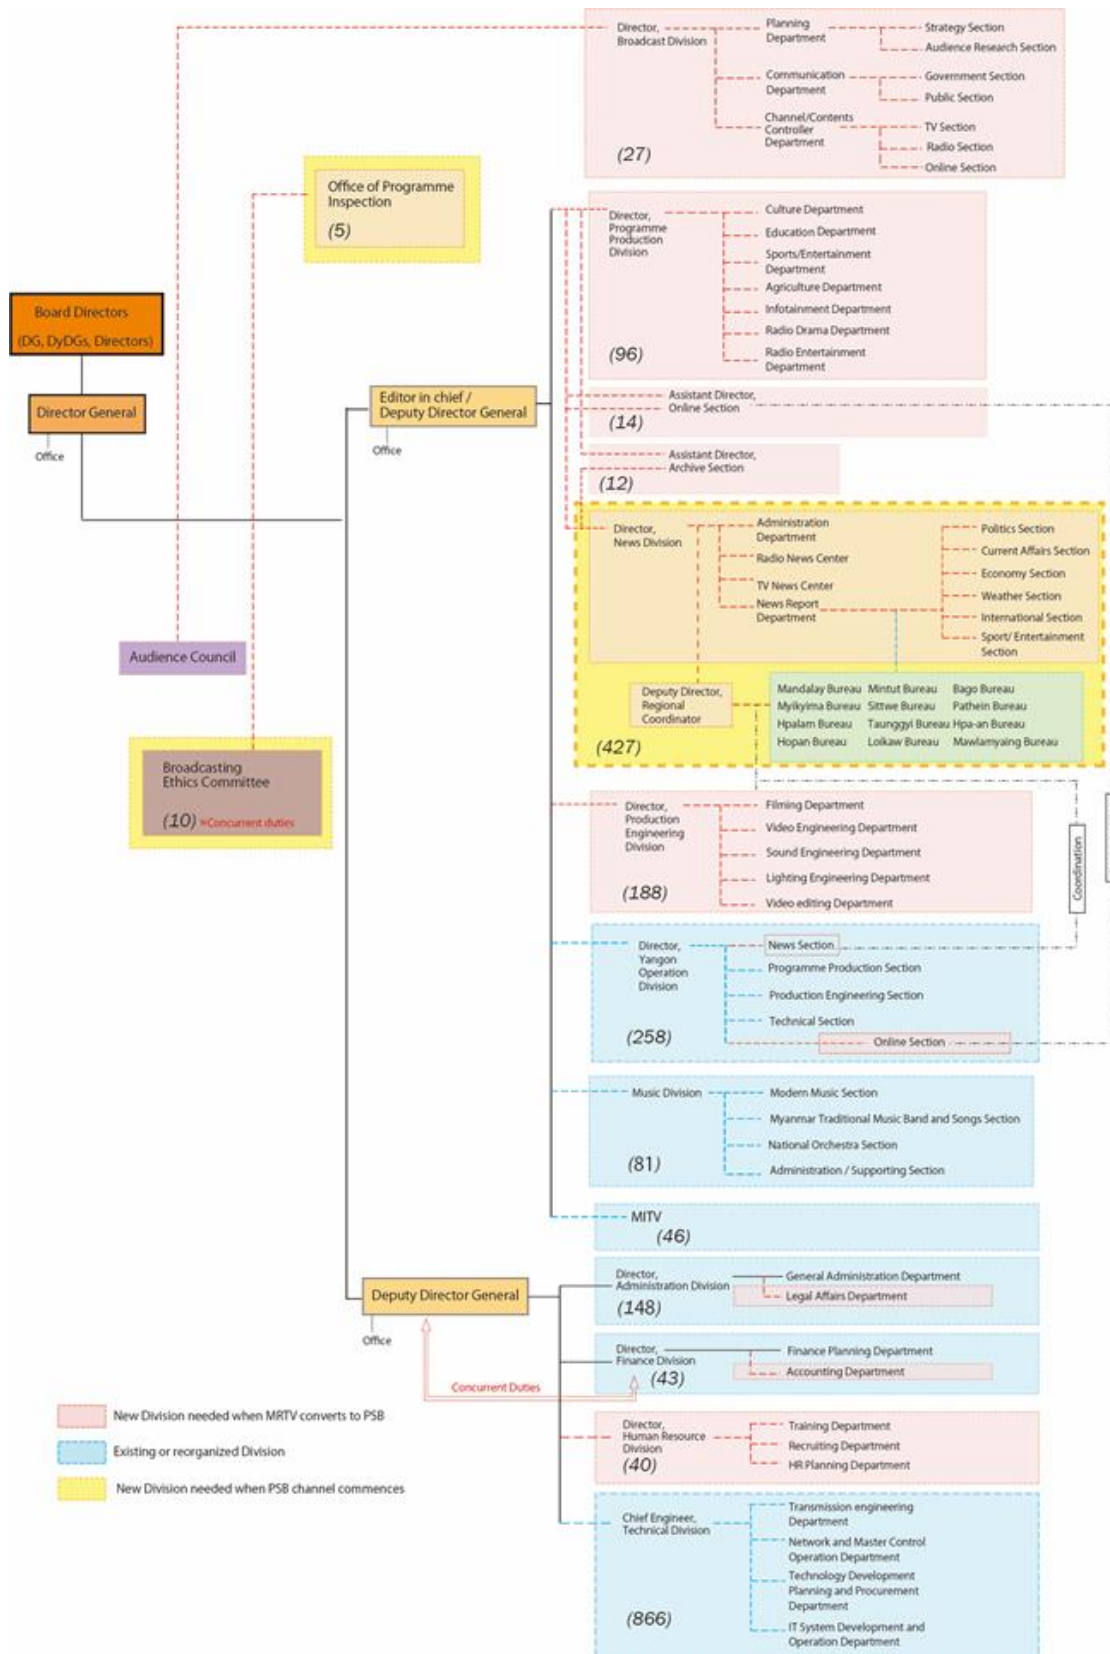 Director,
Broadcast Division
(27)
Planning
Department
Strategy Section
Audience Research Section
Communication
Department
Government Section
Public Section
Channel/Contents
Controller
Department
TV Section
Radio Section
Online Section
Office of Programme
Inspection
(5)
Director,
Programme
Production
Division
(96)
Culture Department
Education Department
Sports/Entertainment
Department
Agriculture Department
Infotainment Department
Radio Drama Department
Radio Entertainment
Department
Board Directors
(DG, DyDGs, Directors)
Director General
Office
Editor in chief /
Deputy Director General
Office
Assistant Director,
Online Section
(14)
Assistant Director,
Archive Section
(12)
Director,
News Division
Administration
Department
Radio News Center
TV News Center
News Report
Department
Politics Section
Current Affairs Section
Economy Section
Weather Section
International Section
Sport/ Entertainment
Section
Audience Council
Deputy Director,
Regional
Coordinator
(427)
Mandalay Bureau Mintut Bureau Bago Bureau
Myikyima Bureau Sittwe Bureau Pathein Bureau
Hpalam Bureau Taunggyi Bureau Hpa-an Bureau
Hopan Bureau Loikaw Bureau Mawlamyaing Bureau
Broadcasting
Ethics Committee
(10) ※Concurrent duties
Director,
Production
Engineering
Division
(188)
Filming Department
Video Engineering Department
Sound Engineering Department
Lighting Engineering Department
Video editing Department
Coordination
Director,
Yangon
Operation
Division
(258)
News Section
Programme Production Section
Production Engineering Section
Technical Section
Online Section
Music Division
(81)
Modern Music Section
Myanmar Traditional Music Band and Songs Section
National Orchestra Section
Administration / Supporting Section
MITV
(46)
Deputy Director General
Office
Director,
Administration Division
(148)
General Administration Department
Legal Affairs Department
Director,
Finance Division
(43)
Finance Planning Department
Accounting Department
Concurrent Duties
Director,
Human Resource
Division
(40)
Training Department
Recruiting Department
HR Planning Department
Chief Engineer,
Technical Division
(866)
Transmission engineering
Department
Network and Master Control
Operation Department
Technology Development
Planning and Procurement
Department
IT System Development and
Operation Department
New Division needed when MRTV converts to PSB
Existing or reorganized Division
New Division needed when PSB channel commences